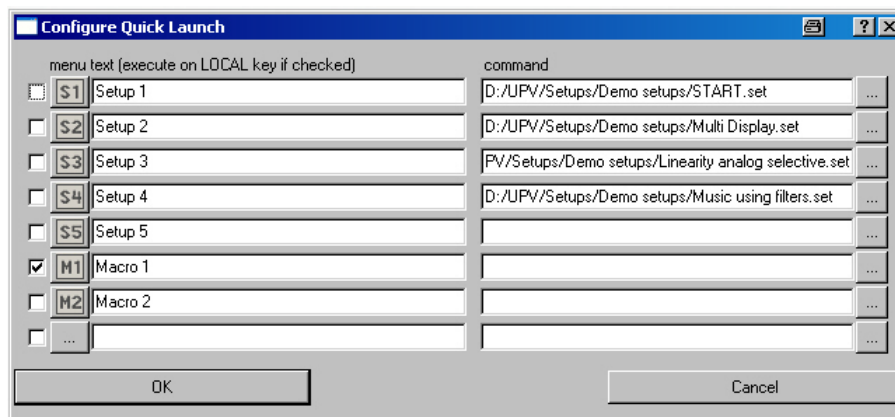 Configure Quick Launch
menu text (execute on LOCAL key if checked) command
S1 Setup 1 D:/UPV/Setups/Demo setups/START.set ...
S2 Setup 2 D:/UPV/Setups/Demo setups/Multi Display.set ...
S3 Setup 3 PV/Setups/Demo setups/Linearity analog selective.set ...
S4 Setup 4 D:/UPV/Setups/Demo setups/Music using filters.set ...
S5 Setup 5 ...
M1 Macro 1 ...
M2 Macro 2 ...
... ...
OK Cancel